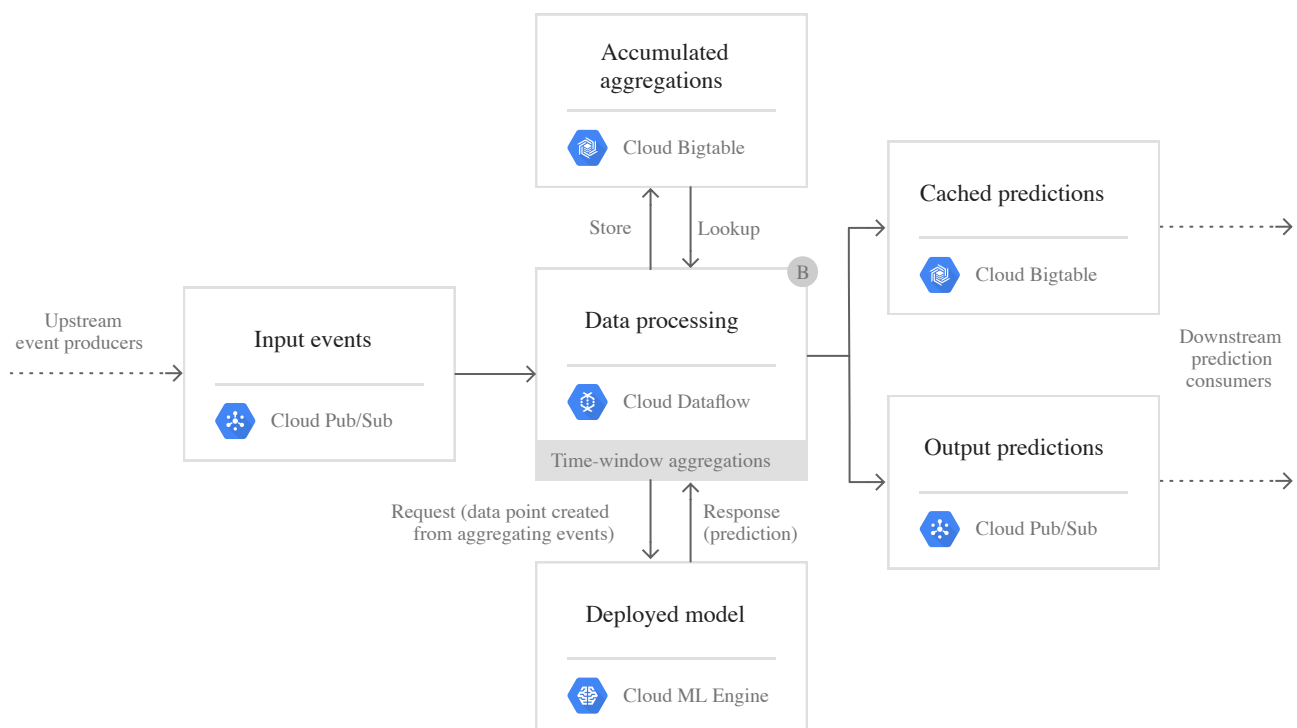 Accumulated
aggregations
Cloud Bigtable
Store
Lookup
Upstream
event producers
Input events
Cloud Pub/Sub
B
Data processing
Cloud Dataflow
Time-window aggregations
Request (data point created
from aggregating events)
Response
(prediction)
Deployed model
Cloud ML Engine
Cached predictions
Cloud Bigtable
Downstream
prediction
consumers
Output predictions
Cloud Pub/Sub